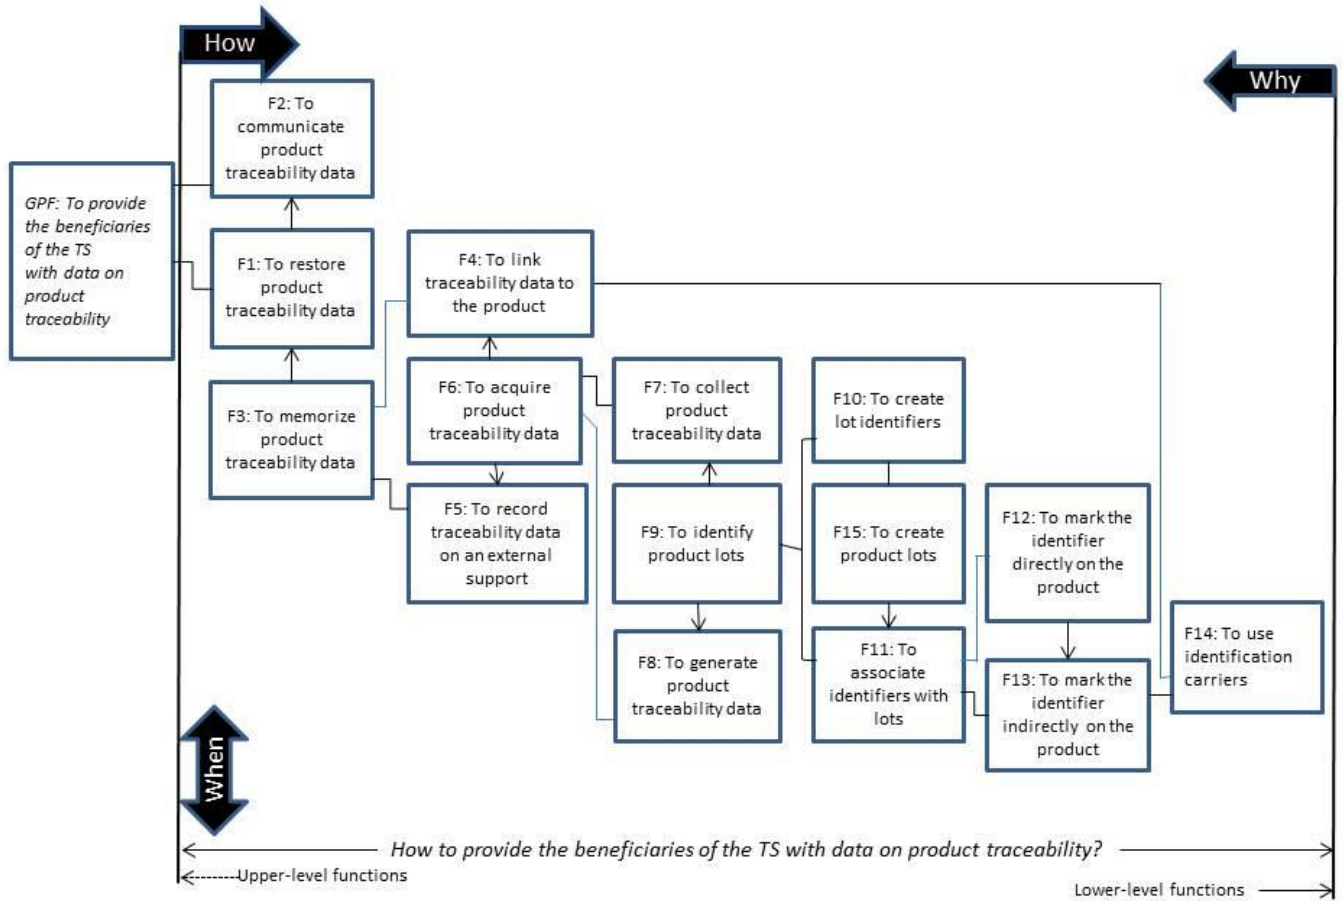 How
Why
F2: To
communicate
product
traceability data
GPF: To provide
the beneficiaries
of the TS
with data on
product
traceability
F1: To restore
product
traceability data
F4: To link
traceability data to
the product
F3: To memorize
product
traceability data
F6: To acquire
product
traceability data
F7: To collect
product
traceability data
F10: To create
lot identifiers
F5: To record
traceability data
on an external
support
F9: To identify
product lots
F15: To create
product lots
F12: To mark the
identifier
directly on the
product
F8: To generate
product
traceability data
F11: To
associate
identifiers with
lots
F13: To mark the
identifier
indirectly on the
product
F14: To use
identification
carriers
When
How to provide the beneficiaries of the TS with data on product traceability?
Upper-level functions
Lower-level functions